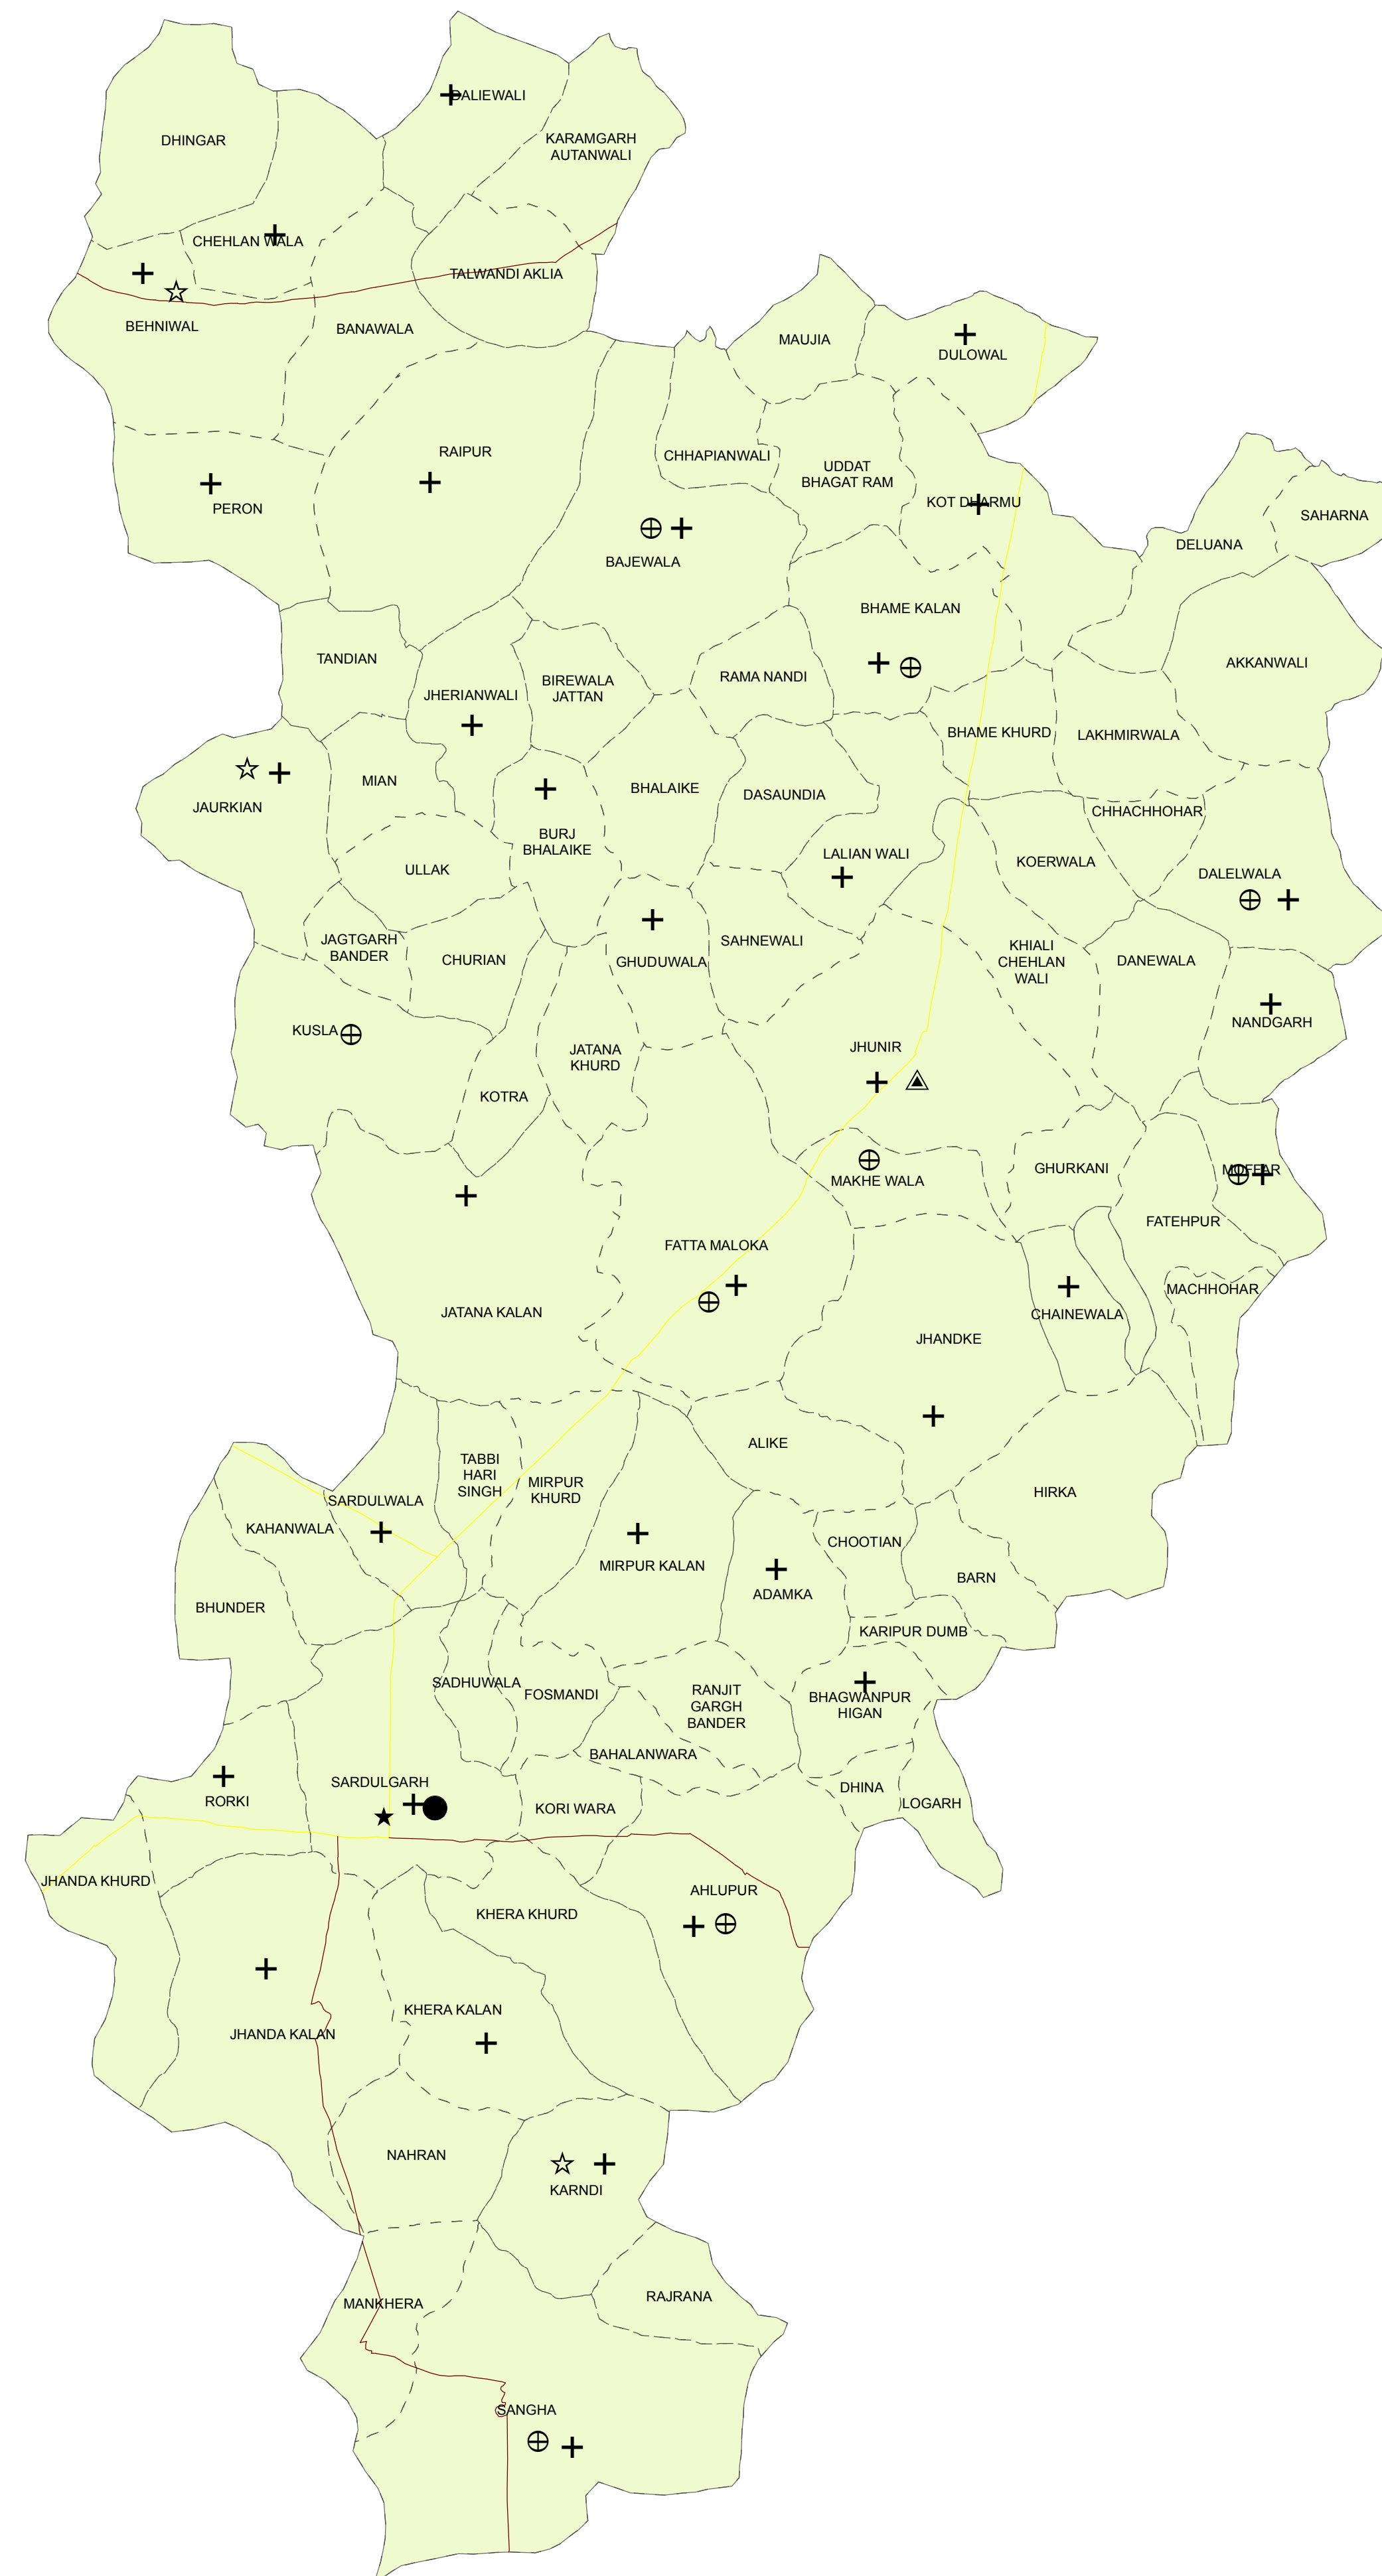 DALIEWALI
DHINGAR
KARAMGARH
AUTANWALI
CHEHLAN WALA
TALWANDI AKLIA
BEHNIWAL
BANAWALA
MAUJIA
DULOWAL
RAIPUR
CHHAPIANWALI
UDDAT
BHAGAT RAM
PERON
KOT DHARMU
SAHARNA
DELUANA
BAJEWALA
BHAME KALAN
TANDIAN
AKKANWALI
RAMA NANDI
BIREWALA
JATTAN
JHERIANWALI
BHAME KHURD
LAKHMIRWALA
MIAN
BHALAIKE
DASAUNDIA
JAURKIAN
CHHACHHOHAR
BURJ
BHALAIKE
LALIAN WALI
KOERWALA
ULLAK
DALELWALA
JAGTGARH
BANDER
SAHNEWALI
KHIALI
CHEHLAN
WALI
CHURIAN
GHUDUWALA
DANEWALA
NANDGARH
KUSLA
JATANA
KHURD
JHUNIR
KOTRA
GHURKANI
MOFFAR
MAKHE WALA
FATEHPUR
FATTA MALOKA
MACHHOHAR
JATANA KALAN
CHAINEWALA
JHANDKE
ALIKE
TABBI
HARI
SINGH
MIRPUR
KHURD
HIRKA
SARDULWALA
KAHANWALA
CHOOTIAN
MIRPUR KALAN
BARN
ADAMKA
BHUNDER
KARIPUR DUMB
SADHUWALA
FOSMANDI
RANJIT
GARGH
BANDER
BHAGWANPUR
HIGAN
BAHALANWARA
SARDULGARH
DHINA
RORKI
KORI WARA
LOGARH
JHANDA KHURD
AHLUPUR
KHERA KHURD
KHERA KALAN
JHANDA KALAN
NAHRAN
KARNDI
RAJRANA
MANKHERA
SANGHA